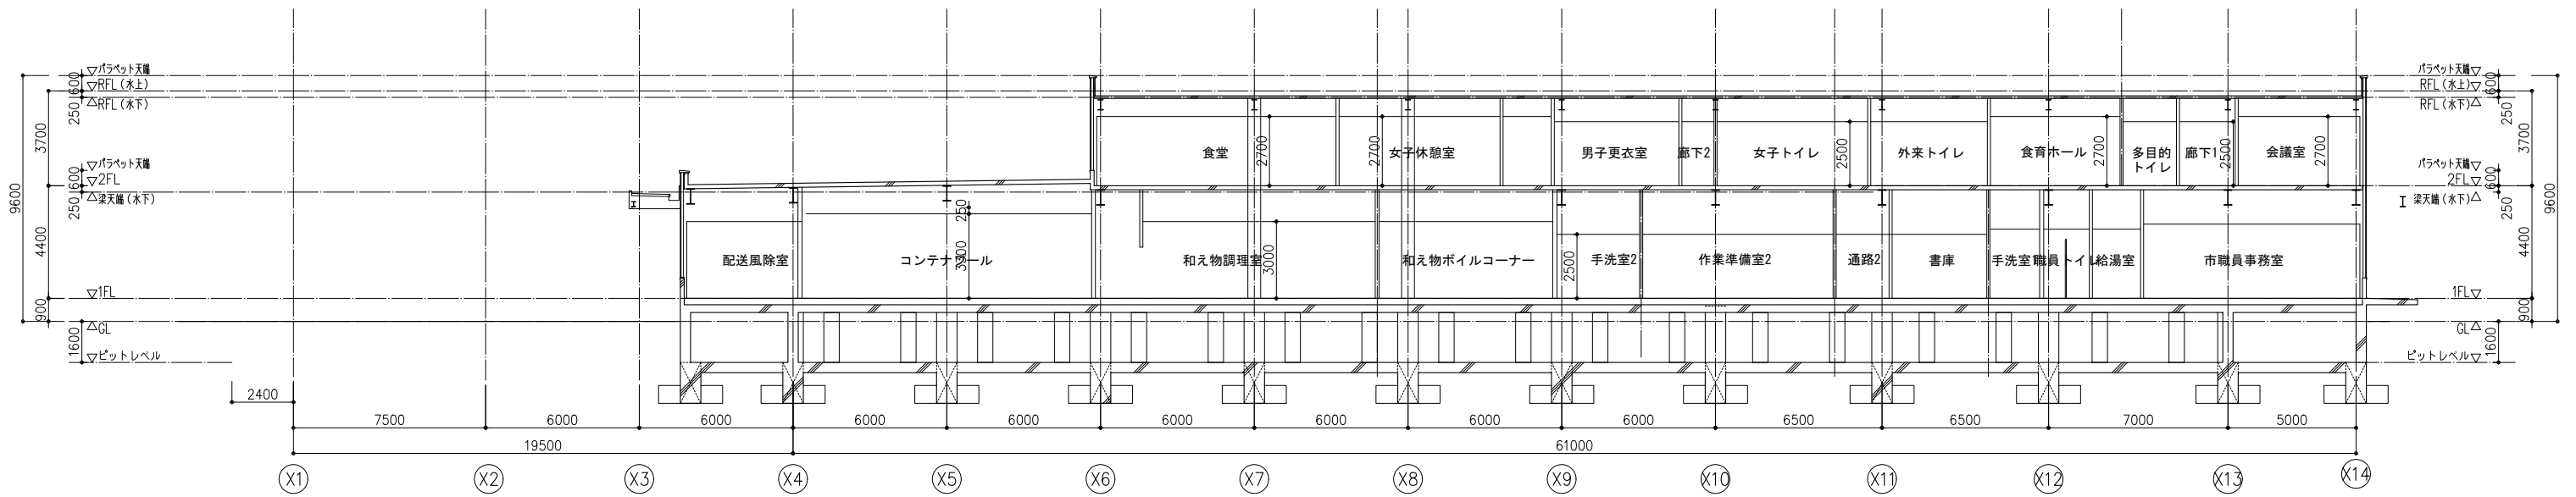 パラペット天端
RFL(水上)
RFL(水下)
パラペット天端
2FL
梁天端(水下)
1FL
GL
ピットレベル
600
250
3700
600
250
9600
4400
900
1600
食堂
2700
2700
女子休憩室
男子更衣室
廊下2
女子トイレ
2500
外来トイレ
食育ホール
2700
多目的
トイレ
廊下1
2500
会議室
2700
配送風除室
コンテナプール
250
3300
和え物調理室
3000
和え物ボイルコーナー
2500
手洗室2
作業準備室2
通路2
書庫
手洗室1
職員トイレ
給湯室
市職員事務室
パラペット天端
RFL(水上)
RFL(水下)
パラペット天端
2FL
梁天端(水下)
1FL
GL
ピットレベル
600
250
3700
600
250
9600
4400
900
1600
2400
7500
6000
6000
6000
6000
6000
6000
6000
6000
6500
6500
7000
5000
19500
61000
X1
X2
X3
X4
X5
X6
X7
X8
X9
X10
X11
X12
X13
X14